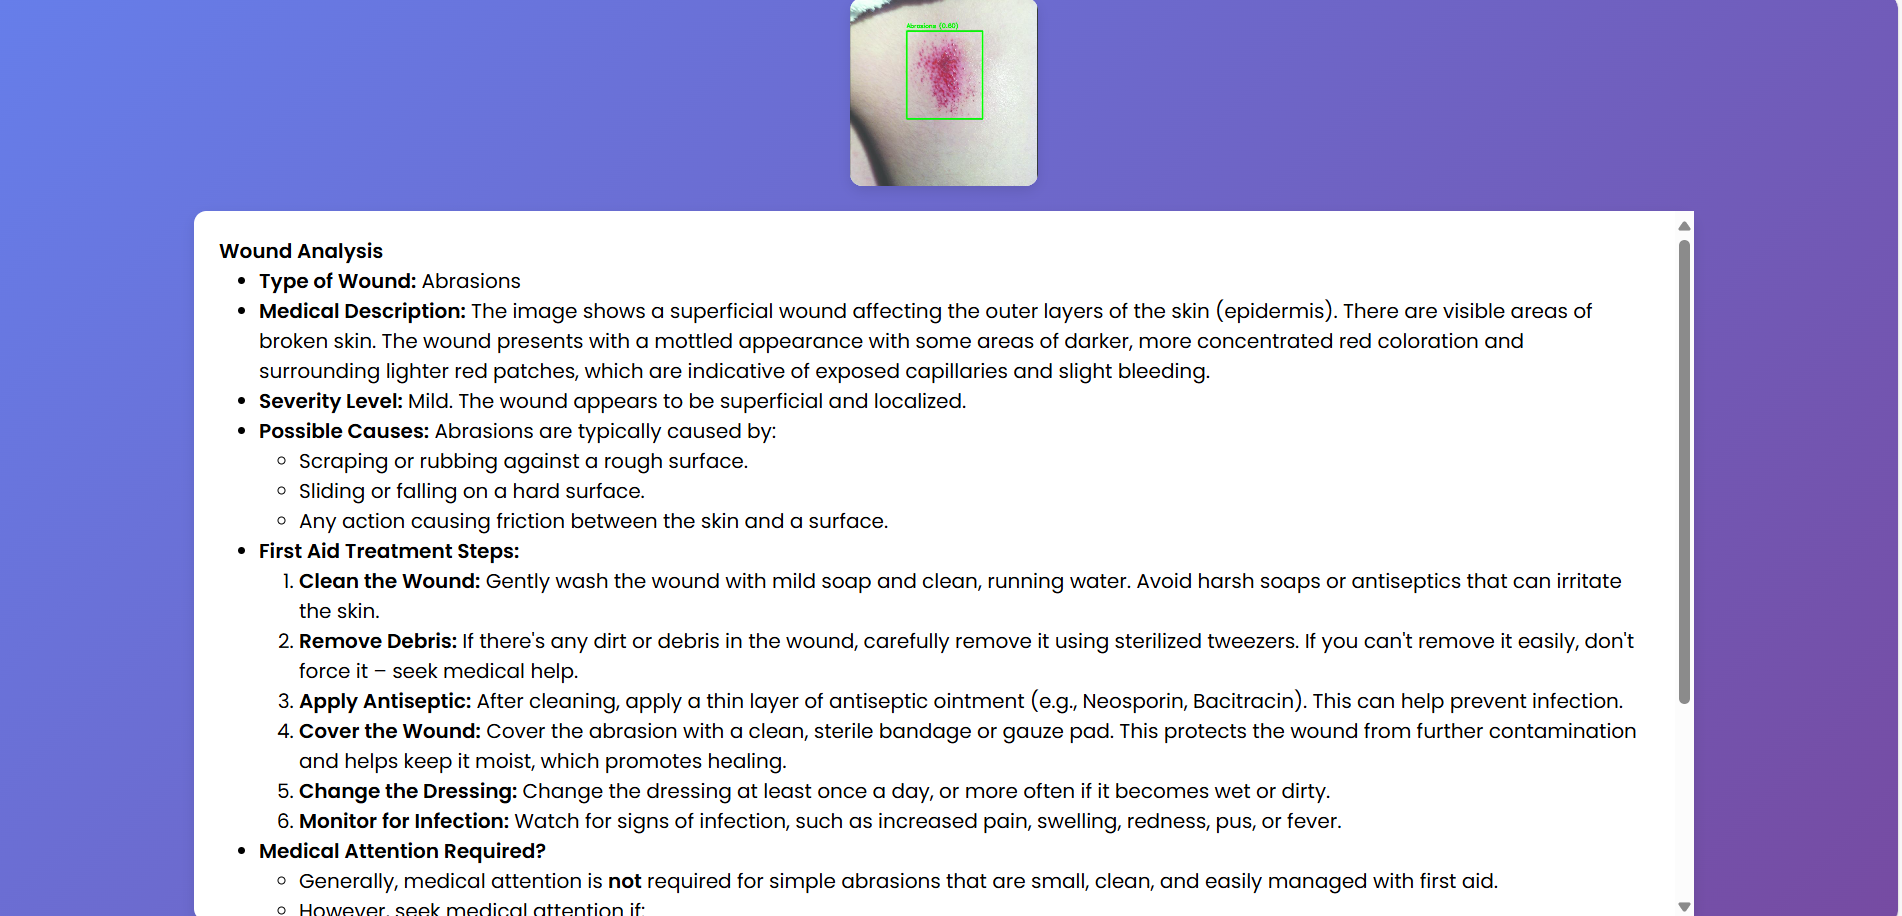 Abrasions (0.80)
Wound Analysis
• Type of Wound: Abrasions
• Medical Description: The image shows a superficial wound affecting the outer layers of the skin (epidermis). There are visible areas of
broken skin. The wound presents with a mottled appearance with some areas of darker, more concentrated red coloration and
surrounding lighter red patches, which are indicative of exposed capillaries and slight bleeding.
• Severity Level: Mild. The wound appears to be superficial and localized.
• Possible Causes: Abrasions are typically caused by:
◦ Scraping or rubbing against a rough surface.
◦ Sliding or falling on a hard surface.
◦ Any action causing friction between the skin and a surface.
• First Aid Treatment Steps:
1. Clean the Wound: Gently wash the wound with mild soap and clean, running water. Avoid harsh soaps or antiseptics that can irritate
the skin.
2. Remove Debris: If there's any dirt or debris in the wound, carefully remove it using sterilized tweezers. If you can't remove it easily, don't
force it – seek medical help.
3. Apply Antiseptic: After cleaning, apply a thin layer of antiseptic ointment (e.g., Neosporin, Bacitracin). This can help prevent infection.
4. Cover the Wound: Cover the abrasion with a clean, sterile bandage or gauze pad. This protects the wound from further contamination
and helps keep it moist, which promotes healing.
5. Change the Dressing: Change the dressing at least once a day, or more often if it becomes wet or dirty.
6. Monitor for Infection: Watch for signs of infection, such as increased pain, swelling, redness, pus, or fever.
• Medical Attention Required?
◦ Generally, medical attention is not required for simple abrasions that are small, clean, and easily managed with first aid.
◦ However, seek medical attention if: